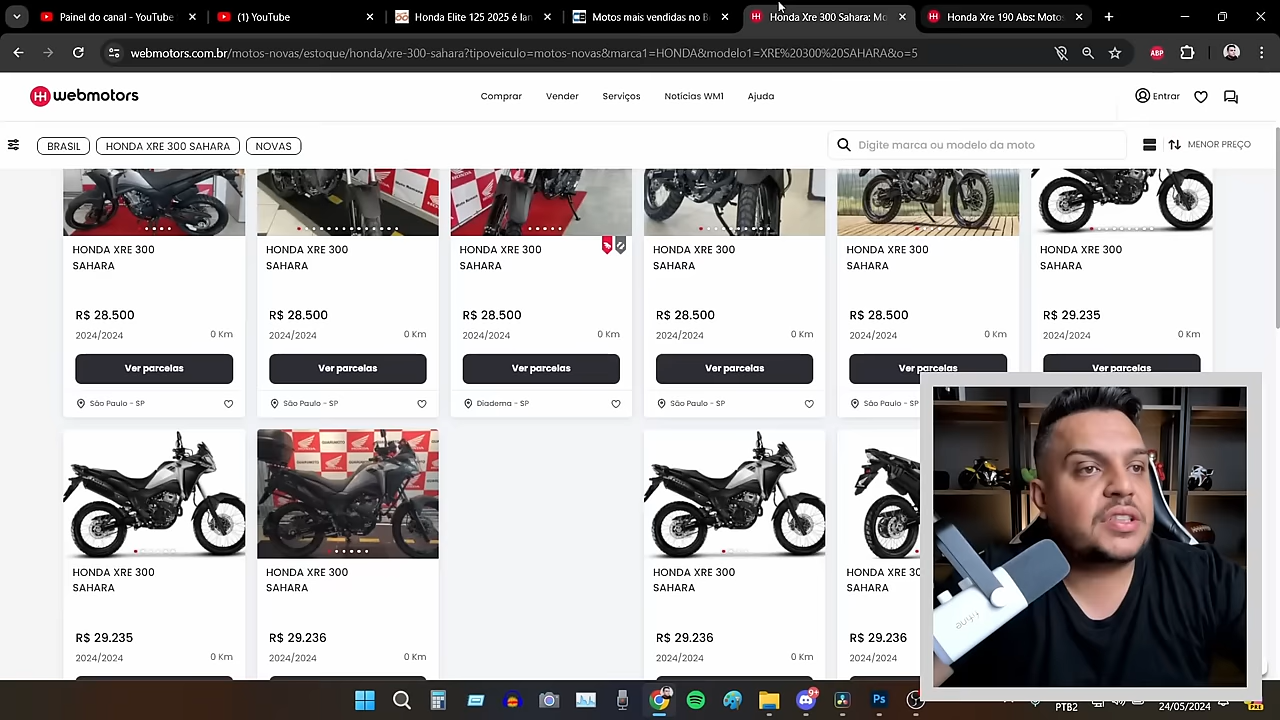 Painel do canal - YouTube
(1) YouTube
Honda Elite 125 2025 é lan
Motos mais vendidas no B
Honda Xre 300 Sahara: Mo
Honda Xre 190 Abs: Motos
webmotors.com.br/motos-novas/estoque/honda/xre-300-sahara?tipoveiculo=motos-novas&marca1=HONDA&modelo1=XRE%20300%20SAHARA&o=5
ABP
webmotors
Comprar Vender Serviços Notícias WM1 Ajuda
Entrar
BRASIL HONDA XRE 300 SAHARA NOVAS
Digite marca ou modelo da moto
MENOR PREÇO
HONDA XRE 300
SAHARA
R$ 28.500
2024/2024 0 Km
Ver parcelas
São Paulo - SP
HONDA XRE 300
SAHARA
R$ 28.500
2024/2024 0 Km
Ver parcelas
São Paulo - SP
HONDA XRE 300
SAHARA
R$ 28.500
2024/2024 0 Km
Ver parcelas
Diadema - SP
HONDA XRE 300
SAHARA
R$ 28.500
2024/2024 0 Km
Ver parcelas
São Paulo - SP
HONDA XRE 300
SAHARA
R$ 28.500
2024/2024 0 Km
Ver parcelas
São Paulo - SP
HONDA XRE 300
SAHARA
R$ 29.235
2024/2024 0 Km
Ver parcelas
HONDA XRE 300
SAHARA
R$ 29.235
2024/2024 0 Km
HONDA XRE 300
SAHARA
R$ 29.236
2024/2024 0 Km
HONDA XRE 300
SAHARA
R$ 29.236
2024/2024 0 Km
HONDA XRE 300
SAHARA
R$ 29.236
2024/2024
Ps
PTB2
24/05/2024